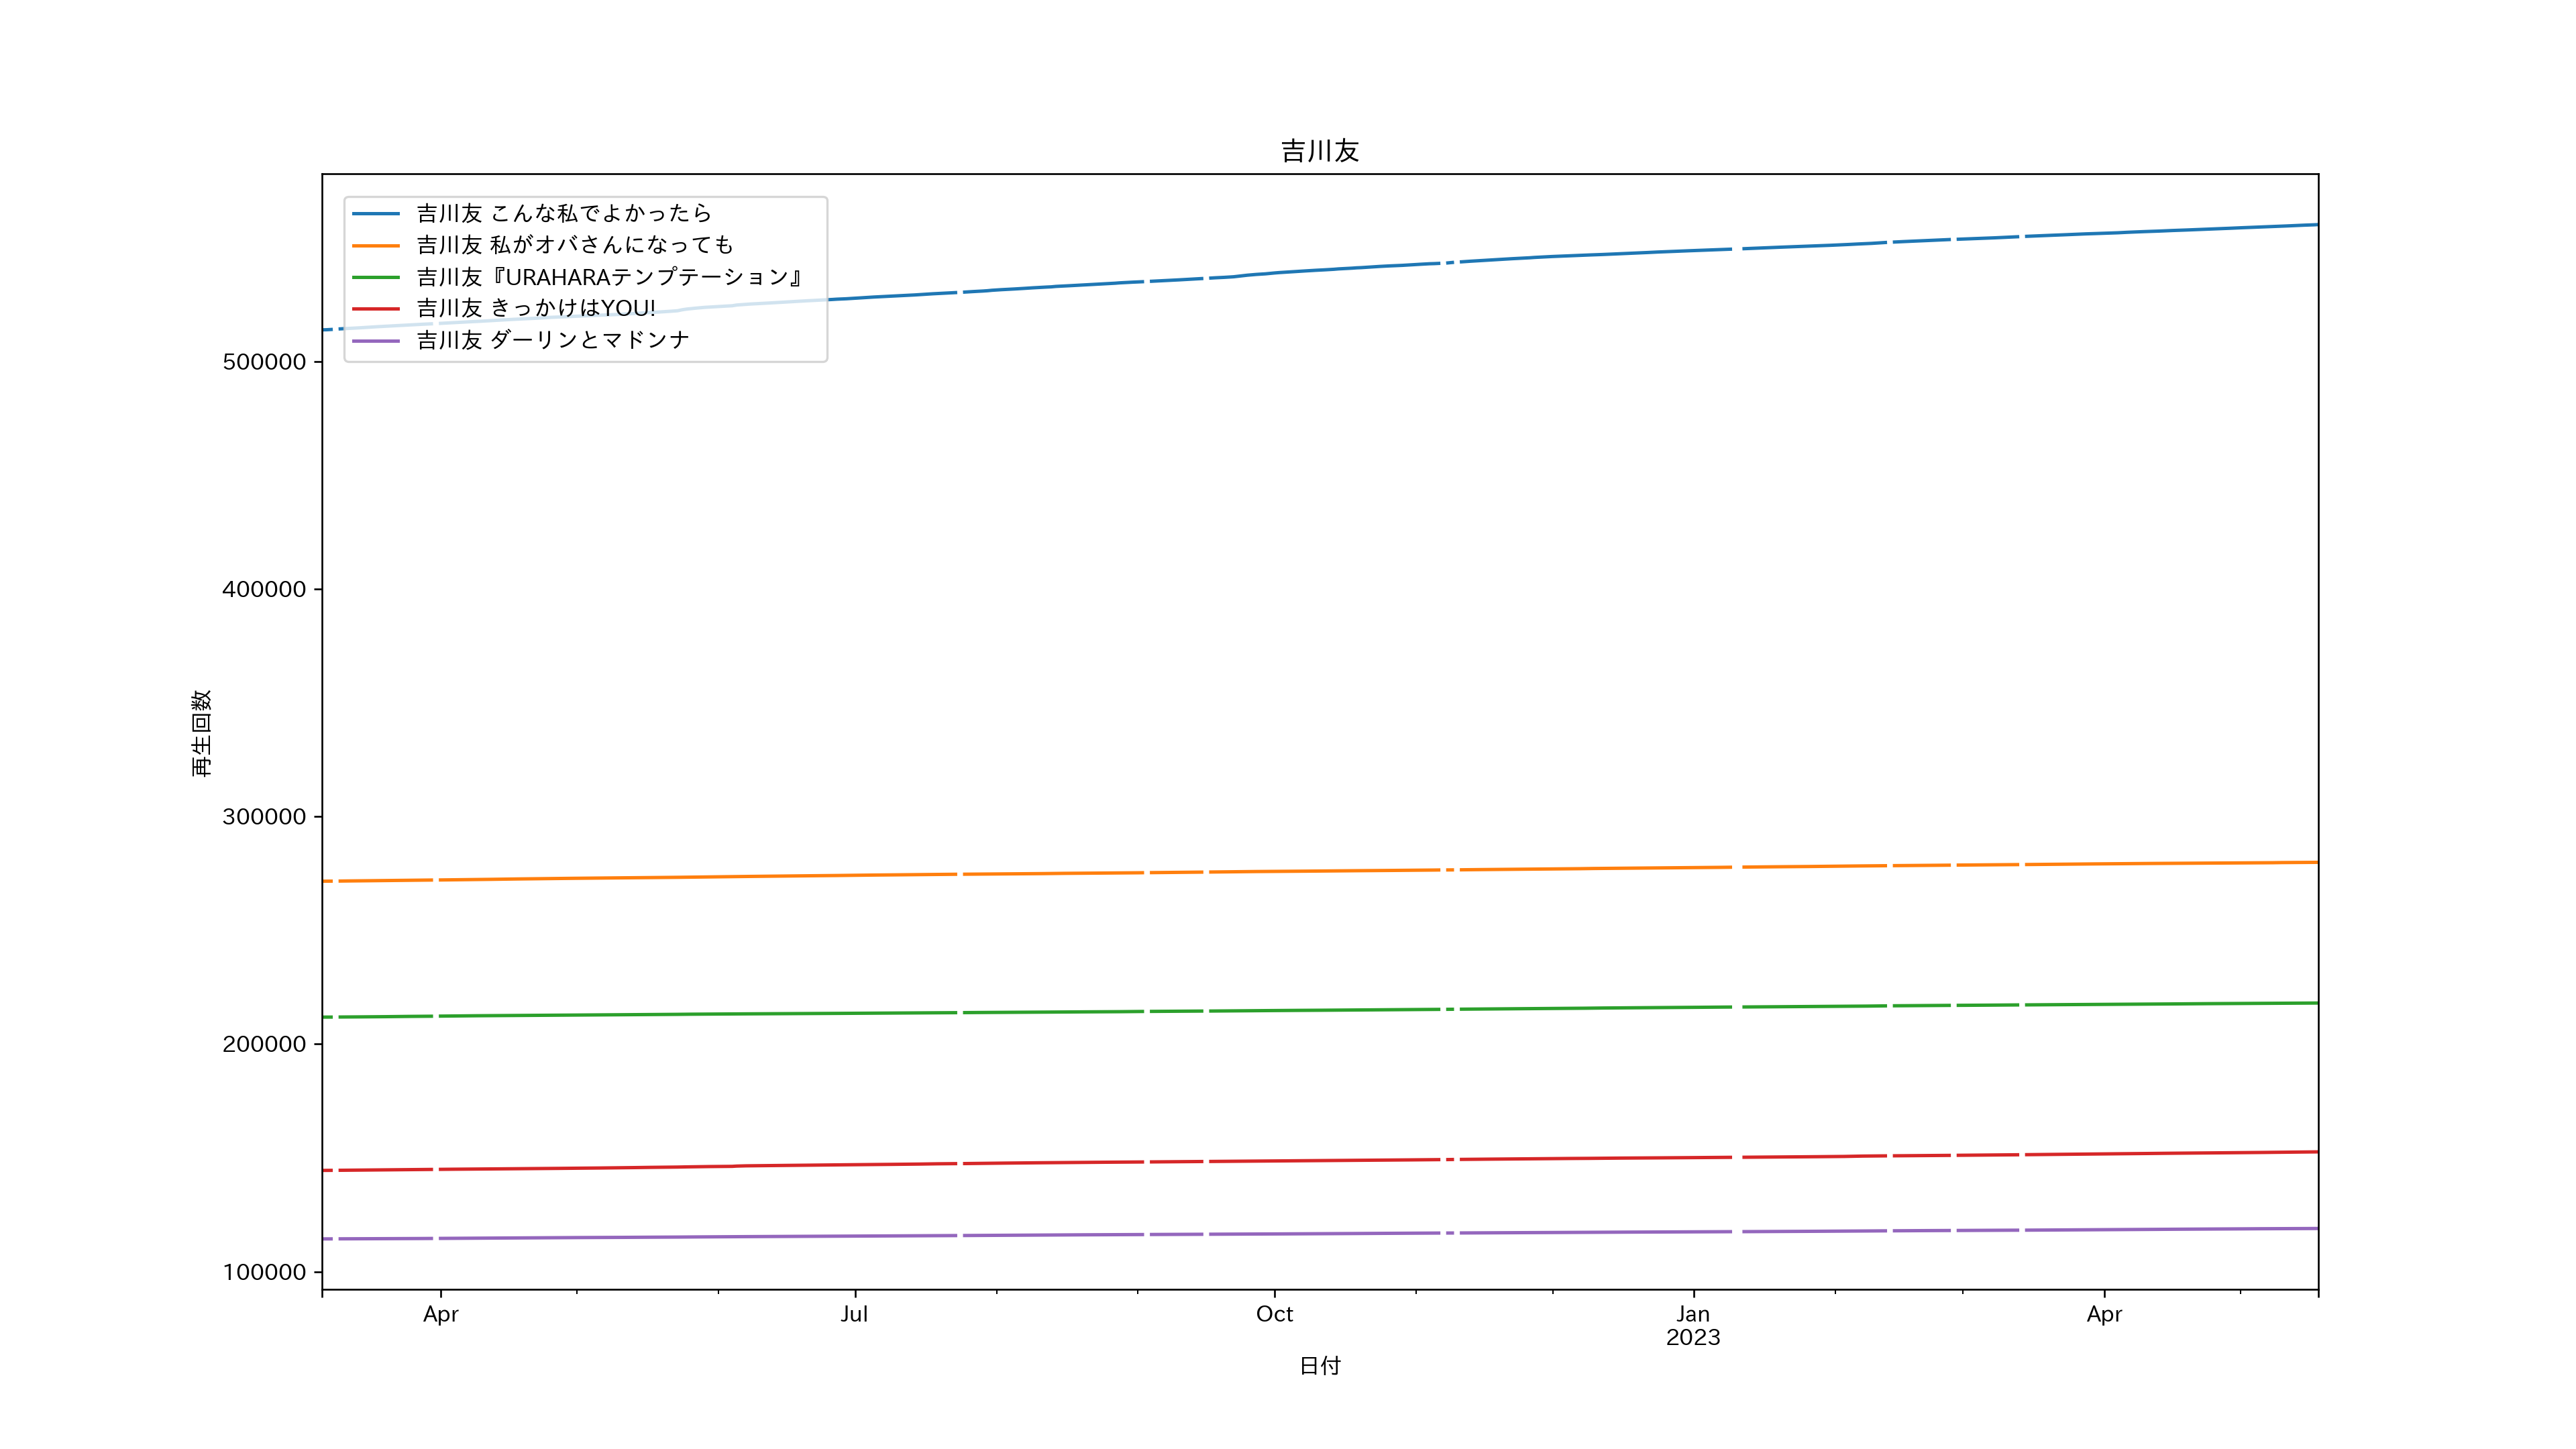 吉川友
吉川友 こんな私でよかったら
吉川友 私がオバさんになっても
吉川友『URAHARAテンプテーション』
吉川友 きっかけはYOU!
吉川友 ダーリンとマドンナ
再生回数
500000
400000
300000
200000
100000
Apr
Jul
Oct
Jan
2023
Apr
日付